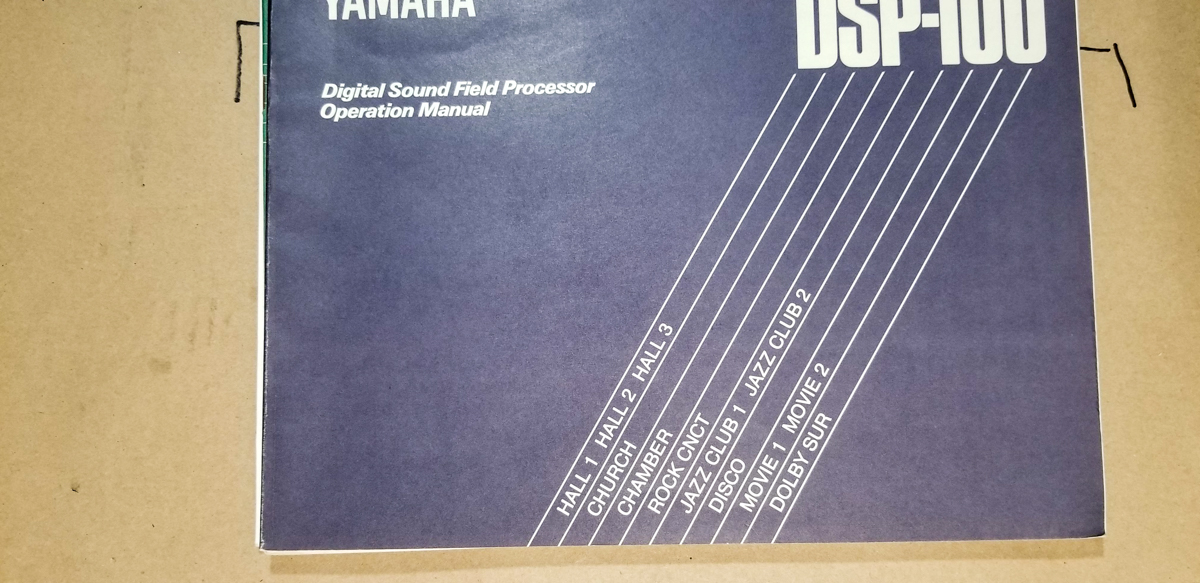 YAMAHA
DSP-100
Digital Sound Field Processor
Operation Manual
HALL 1 HALL 2 HALL 3
CHURCH
CHAMBER
ROCK CNCT
JAZZ CLUB 1 JAZZ CLUB 2
DISCO
MOVIE 1 MOVIE 2
DOLBY SUR